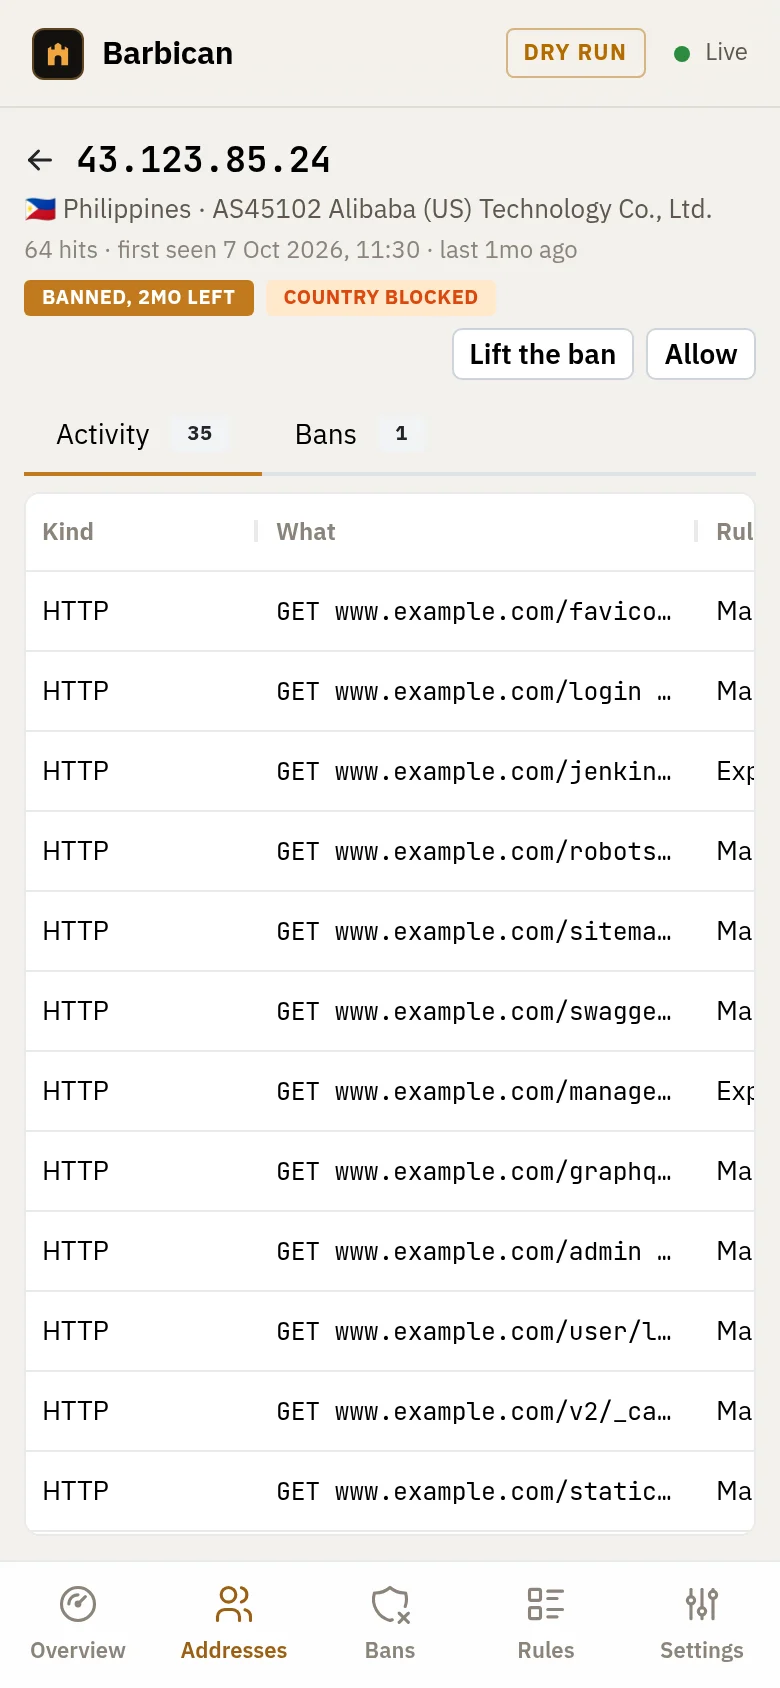 Barbican
DRY RUN
Live
43.123.85.24
Philippines · AS45102 Alibaba (US) Technology Co., Ltd.
64 hits · first seen 7 Oct 2026, 11:30 · last 1mo ago
BANNED, 2MO LEFT
COUNTRY BLOCKED
Lift the ban
Allow
Activity 35
Bans 1
Kind What Rul
HTTP GET www.example.com/favico… Ma
HTTP GET www.example.com/login … Ma
HTTP GET www.example.com/jenkin… Exp
HTTP GET www.example.com/robots… Ma
HTTP GET www.example.com/sitema… Ma
HTTP GET www.example.com/swagge… Ma
HTTP GET www.example.com/manage… Exp
HTTP GET www.example.com/graphq… Ma
HTTP GET www.example.com/admin … Ma
HTTP GET www.example.com/user/l… Ma
HTTP GET www.example.com/v2/_ca… Ma
HTTP GET www.example.com/static… Ma
Overview
Addresses
Bans
Rules
Settings